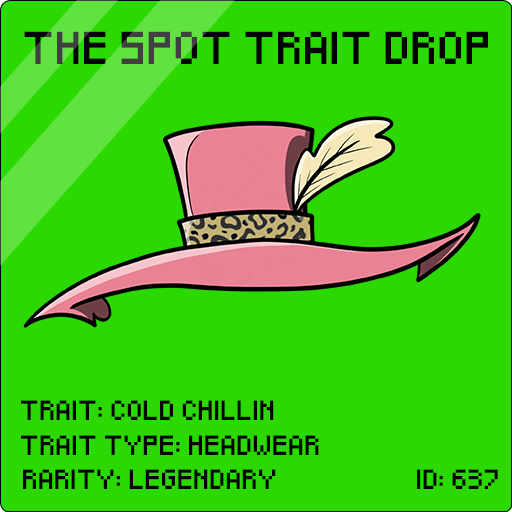 THE SPOT TRAIT DROP
TRAIT: COLD CHILLIN
TRAIT TYPE: HEADWEAR
RARITY: LEGENDARY
ID: 637